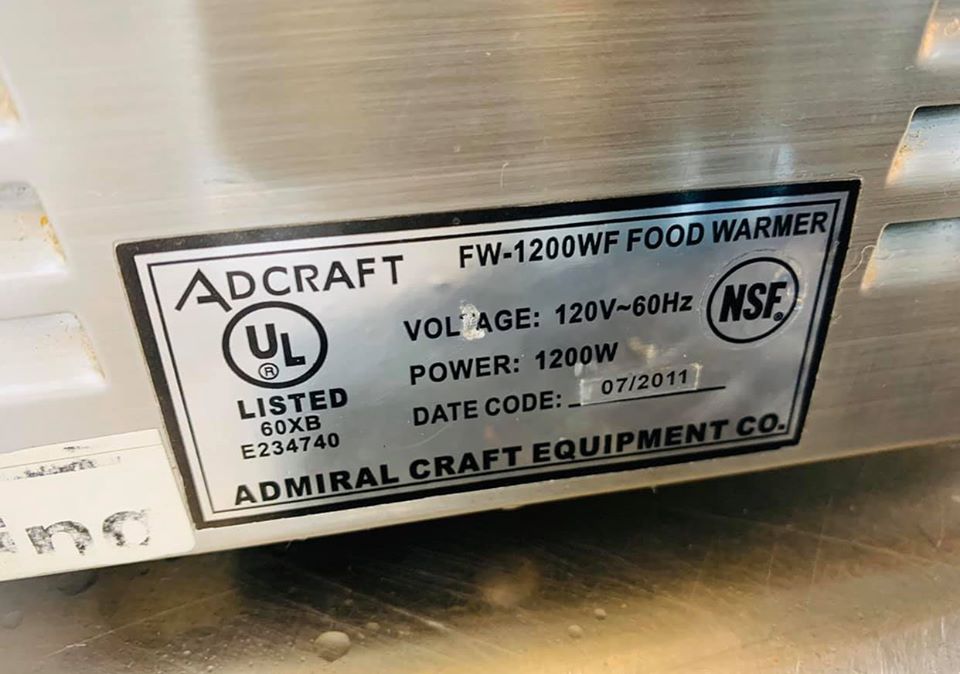 ADCRAFT
FW-1200WF FOOD WARMER
UL
®
LISTED
60XB
E234740
VOLTAGE: 120V~60Hz
POWER: 1200W
DATE CODE: 07/2011
NSF®
ADMIRAL CRAFT EQUIPMENT CO.